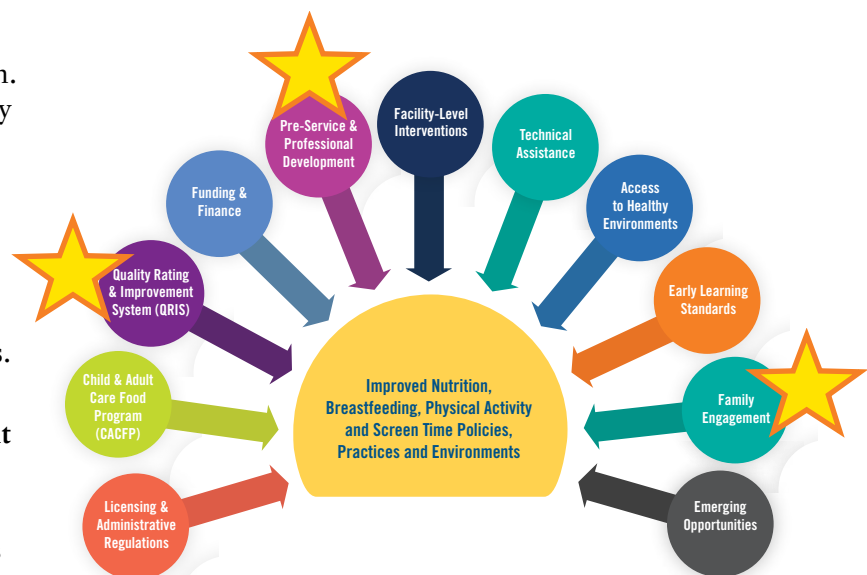 n.
y
s.
t
Pre-Service &
Professional
Development
Facility-Level
Interventions
Technical
Assistance
Funding &
Finance
Access
to Healthy
Environments
Quality Rating
& Improvement
System (QRIS)
Early Learning
Standards
Child & Adult
Care Food
Program
(CACFP)
Family
Engagement
Licensing &
Administrative
Regulations
Emerging
Opportunities
Improved Nutrition,
Breastfeeding, Physical Activity
and Screen Time Policies,
Practices and Environments